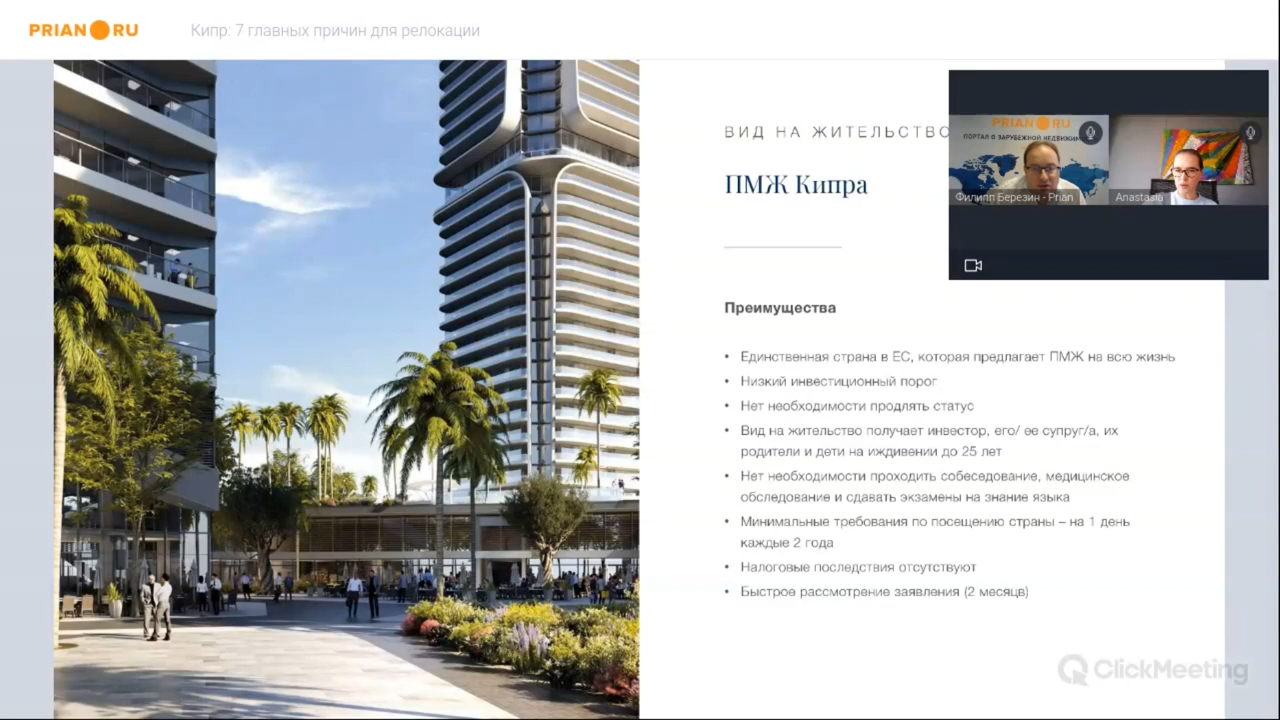 PRIAN RU
Кипр: 7 главных причин для релокации
ВИД НА ЖИТЕЛЬСТВО
ПМЖ Кипра
PRIAN RU
ПОРТАЛ О ЗАРУБЕЖНОЙ НЕДВИЖИМ
Филипп Березин - Prian
Anastasia
Преимущества
• Единственная страна в ЕС, которая предлагает ПМЖ на всю жизнь
• Низкий инвестиционный порог
• Нет необходимости продлять статус
• Вид на жительство получает инвестор, его/ ее супруг/а, их
родители и дети на иждивении до 25 лет
• Нет необходимости проходить собеседование, медицинское
обследование и сдавать экзамены на знание языка
• Минимальные требования по посещению страны – на 1 день
каждые 2 года
• Налоговые последствия отсутствуют
• Быстрое рассмотрение заявления (2 месяцв)
ClickMeeting